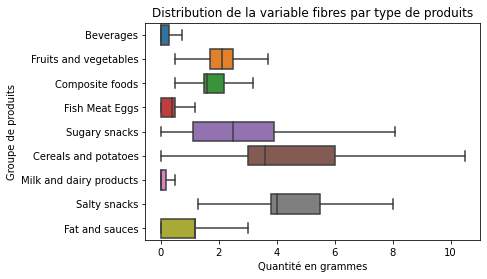 Distribution de la variable fibres par type de produits
Groupe de produits
Beverages
Fruits and vegetables
Composite foods
Fish Meat Eggs
Sugary snacks
Cereals and potatoes
Milk and dairy products
Salty snacks
Fat and sauces
0 2 4 6 8 10
Quantité en grammes